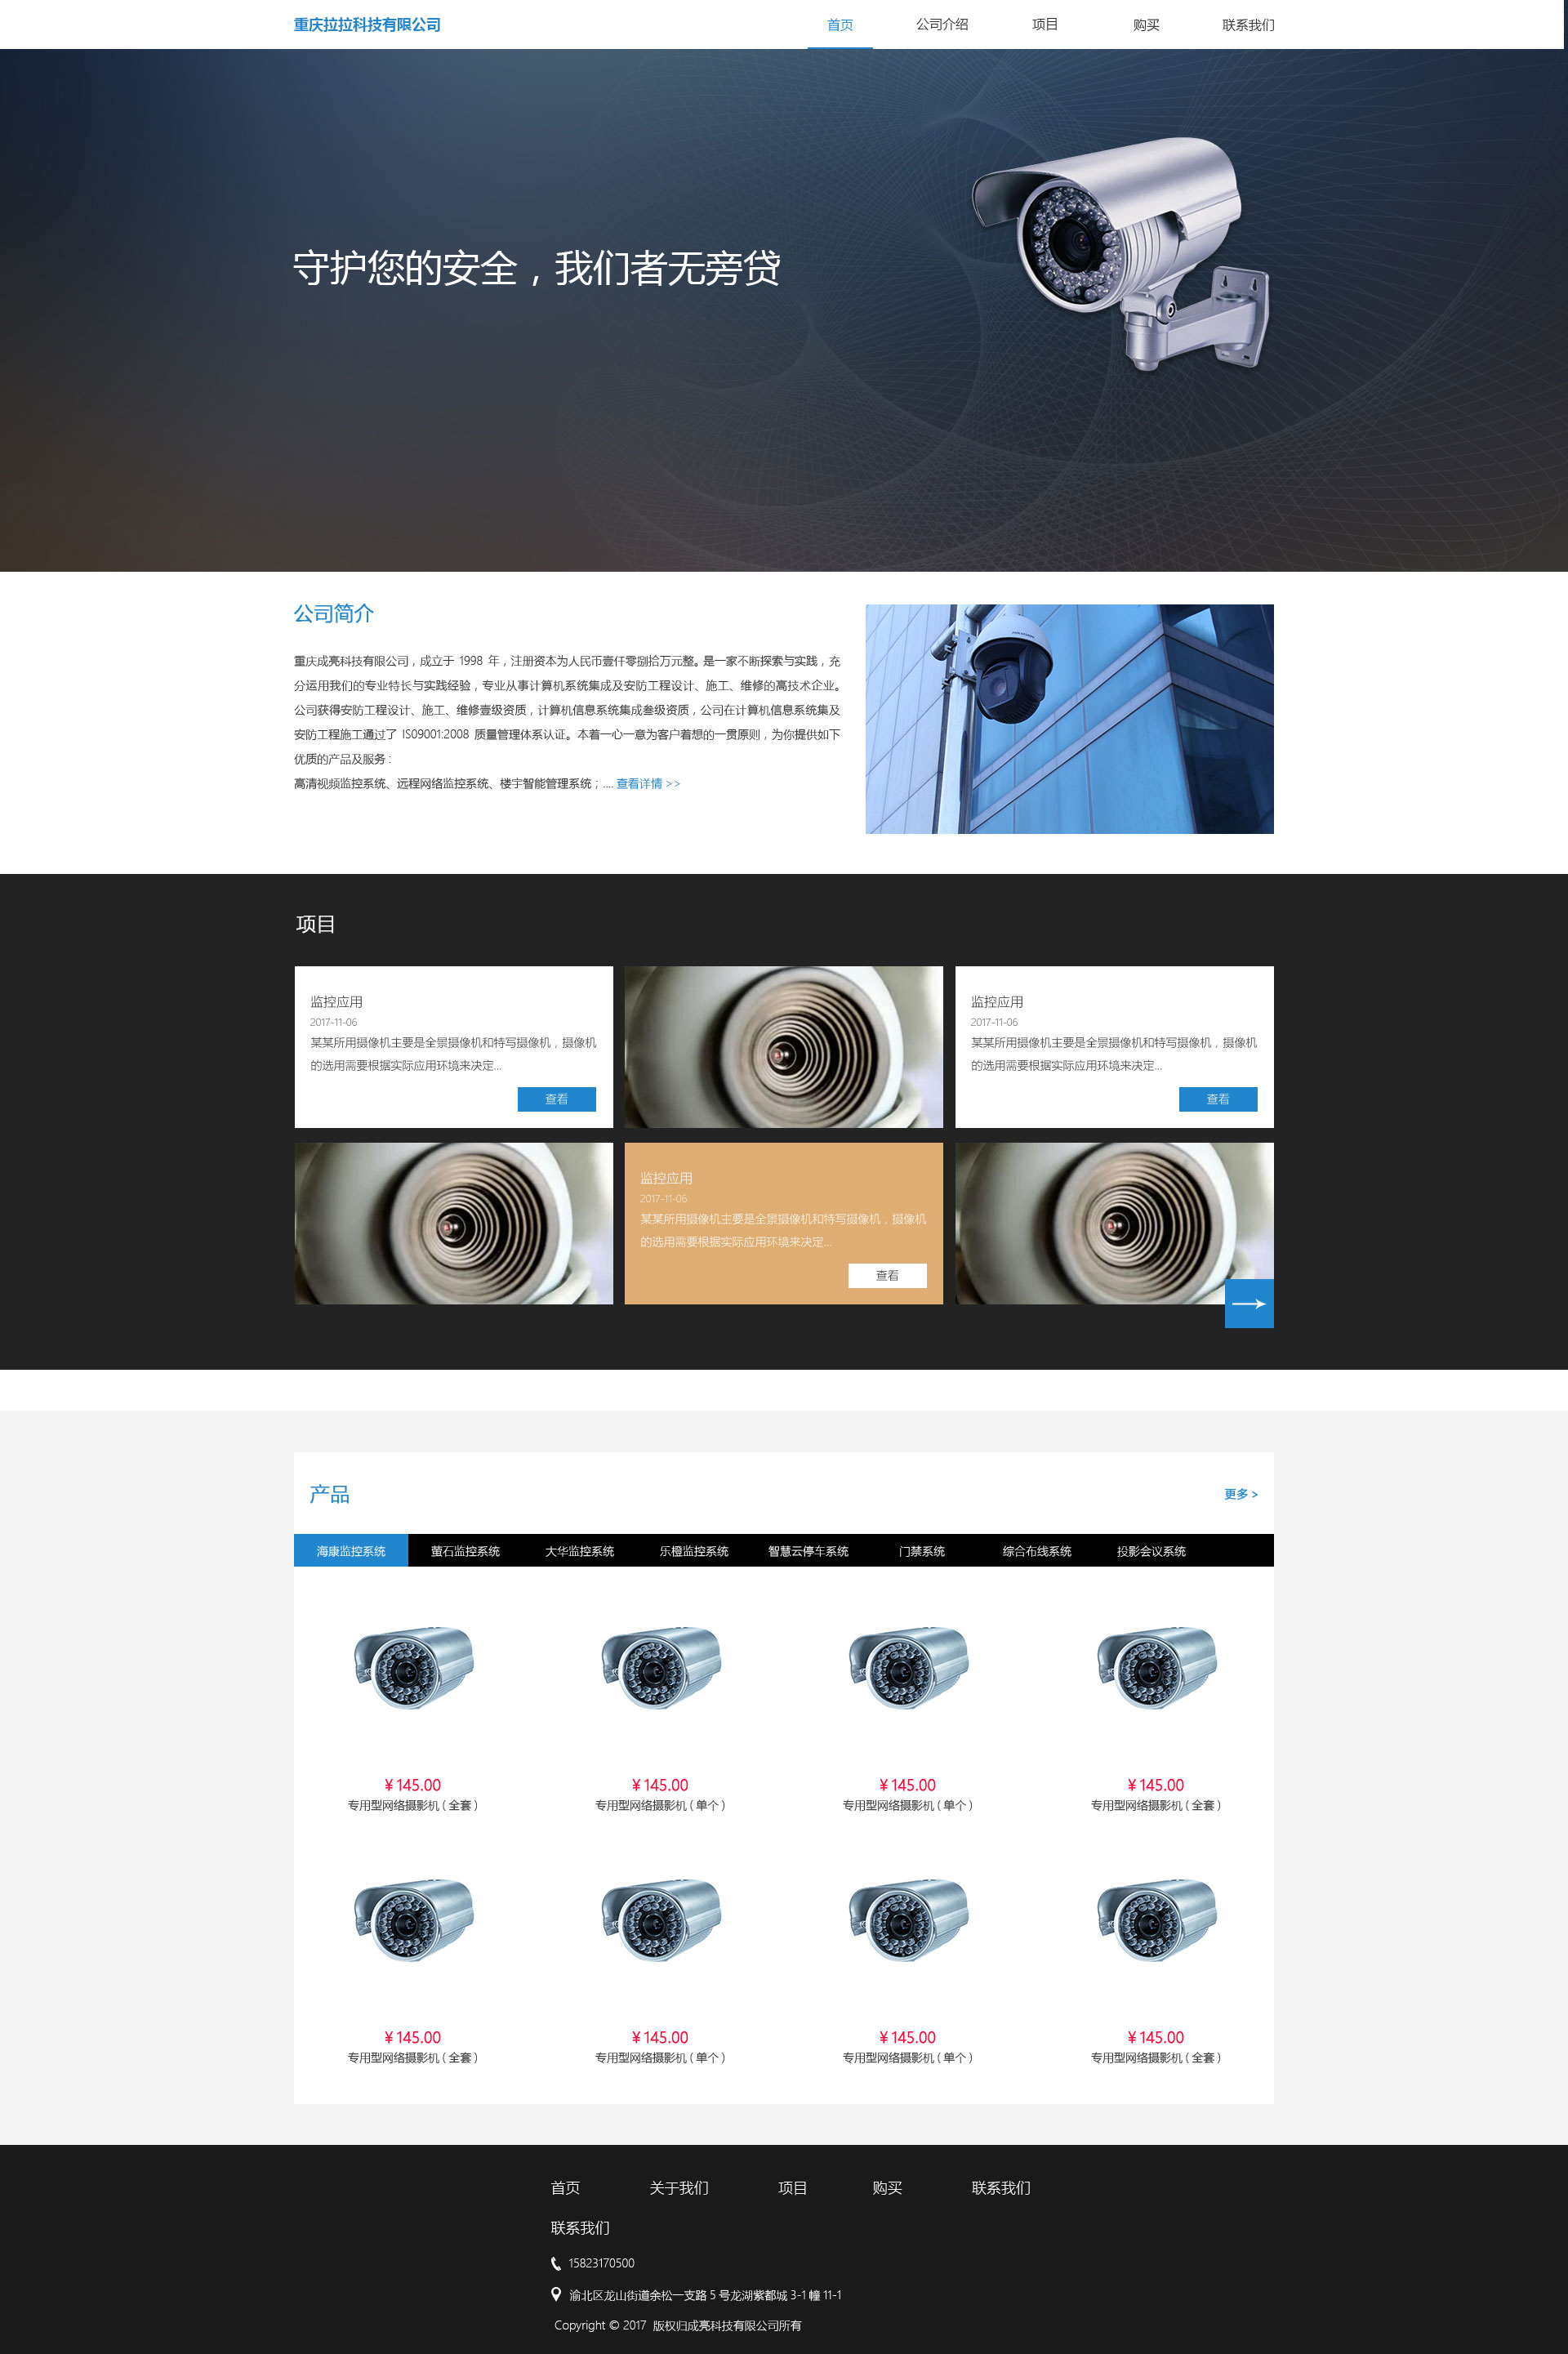 重庆拉拉科技有限公司 首页 公司介绍 项目 购买 联系我们
守护您的安全，我们者无旁贷
公司简介
重庆成亮科技有限公司，成立于 1998 年，注册资本为人民币壹仟零捌拾万元整。是一家不断探索与实践，充
分运用我们的专业特长与实践经验，专业从事计算机系统集成及安防工程设计、施工、维修的高技术企业。
公司获得安防工程设计、施工、维修壹级资质，计算机信息系统集成叁级资质，公司在计算机信息系统集及
安防工程施工通过了 IS09001:2008 质量管理体系认证。本着一心一意为客户着想的一贯原则，为你提供如下
优质的产品及服务：
高清视频监控系统、远程网络监控系统、楼宇智能管理系统；.... 查看详情 >>
项目
监控应用
2017-11-06
某某所用摄像机主要是全景摄像机和特写摄像机，摄像机
的选用需要根据实际应用环境来决定...
查看
监控应用
2017-11-06
某某所用摄像机主要是全景摄像机和特写摄像机，摄像机
的选用需要根据实际应用环境来决定...
查看
监控应用
2017-11-06
某某所用摄像机主要是全景摄像机和特写摄像机，摄像机
的选用需要根据实际应用环境来决定...
查看
产品 更多 >
海康监控系统 萤石监控系统 大华监控系统 乐橙监控系统 智慧云停车系统 门禁系统 综合布线系统 投影会议系统
¥ 145.00 ¥ 145.00 ¥ 145.00 ¥ 145.00
专用型网络摄影机（全套） 专用型网络摄影机（单个） 专用型网络摄影机（单个） 专用型网络摄影机（全套）
¥ 145.00 ¥ 145.00 ¥ 145.00 ¥ 145.00
专用型网络摄影机（全套） 专用型网络摄影机（单个） 专用型网络摄影机（单个） 专用型网络摄影机（全套）
首页 关于我们 项目 购买 联系我们
联系我们
15823170500
渝北区龙山街道余松一支路 5 号龙湖紫都城 3-1 幢 11-1
Copyright © 2017 版权归成亮科技有限公司所有